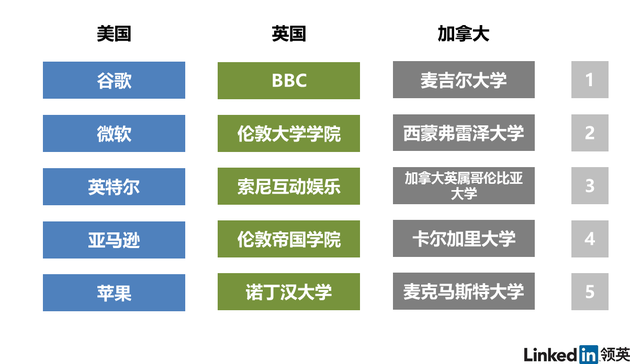 美国 英国 加拿大
谷歌 BBC 麦吉尔大学 1
微软 伦敦大学学院 西蒙弗雷泽大学 2
英特尔 索尼互动娱乐 加拿大英属哥伦比亚
大学 3
亚马逊 伦敦帝国学院 卡尔加里大学 4
苹果 诺丁汉大学 麦克马斯特大学 5
Linked in 领英